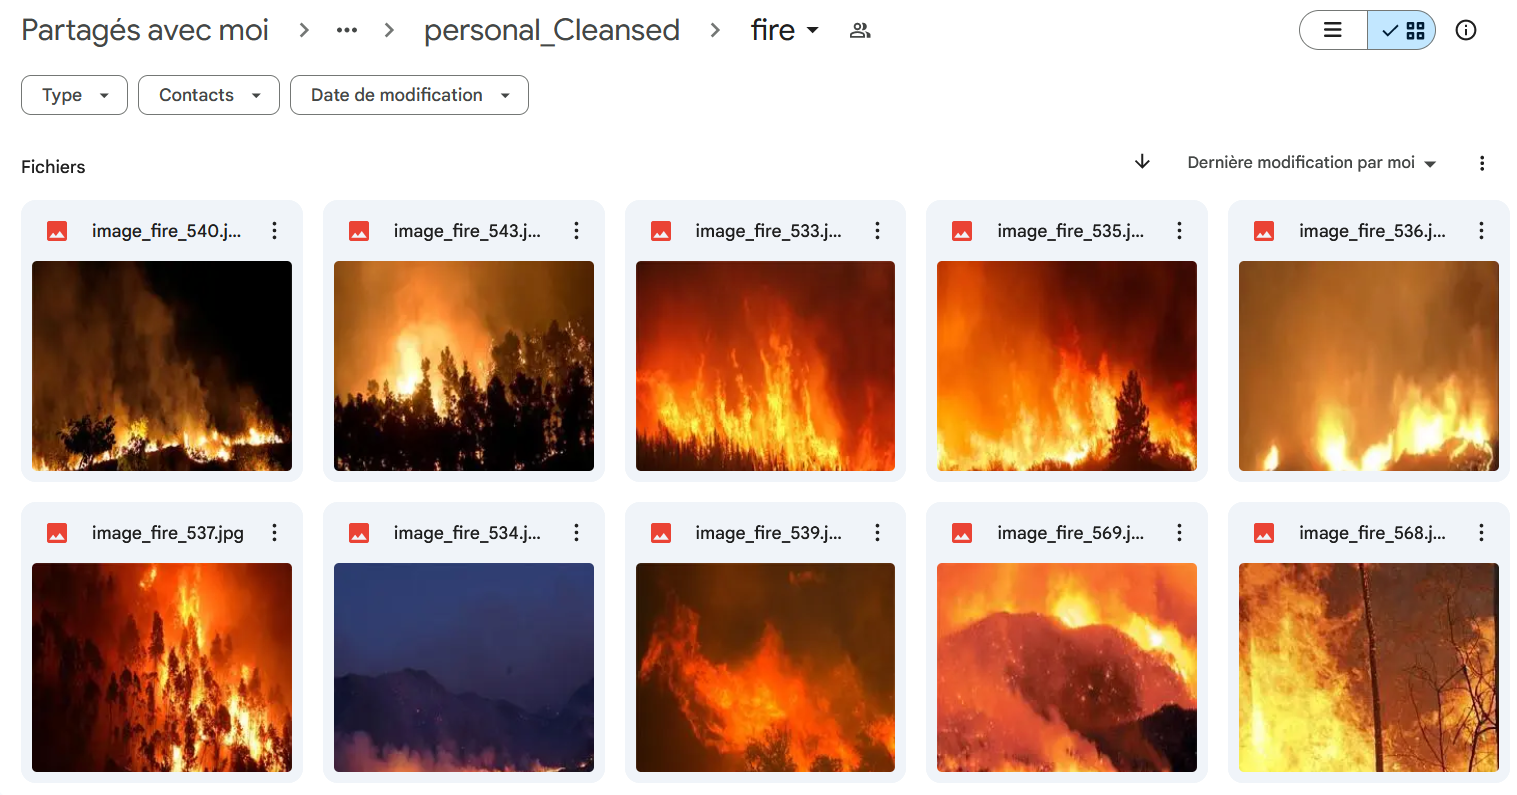 Partagés avec moi > ... > personal_Cleansed > fire
Type Contacts Date de modification
Fichiers
Dernière modification par moi
image_fire_540.j... image_fire_543.j... image_fire_533.j... image_fire_535.j... image_fire_536.j...
image_fire_537.jpg image_fire_534.j... image_fire_539.j... image_fire_569.j... image_fire_568.j...